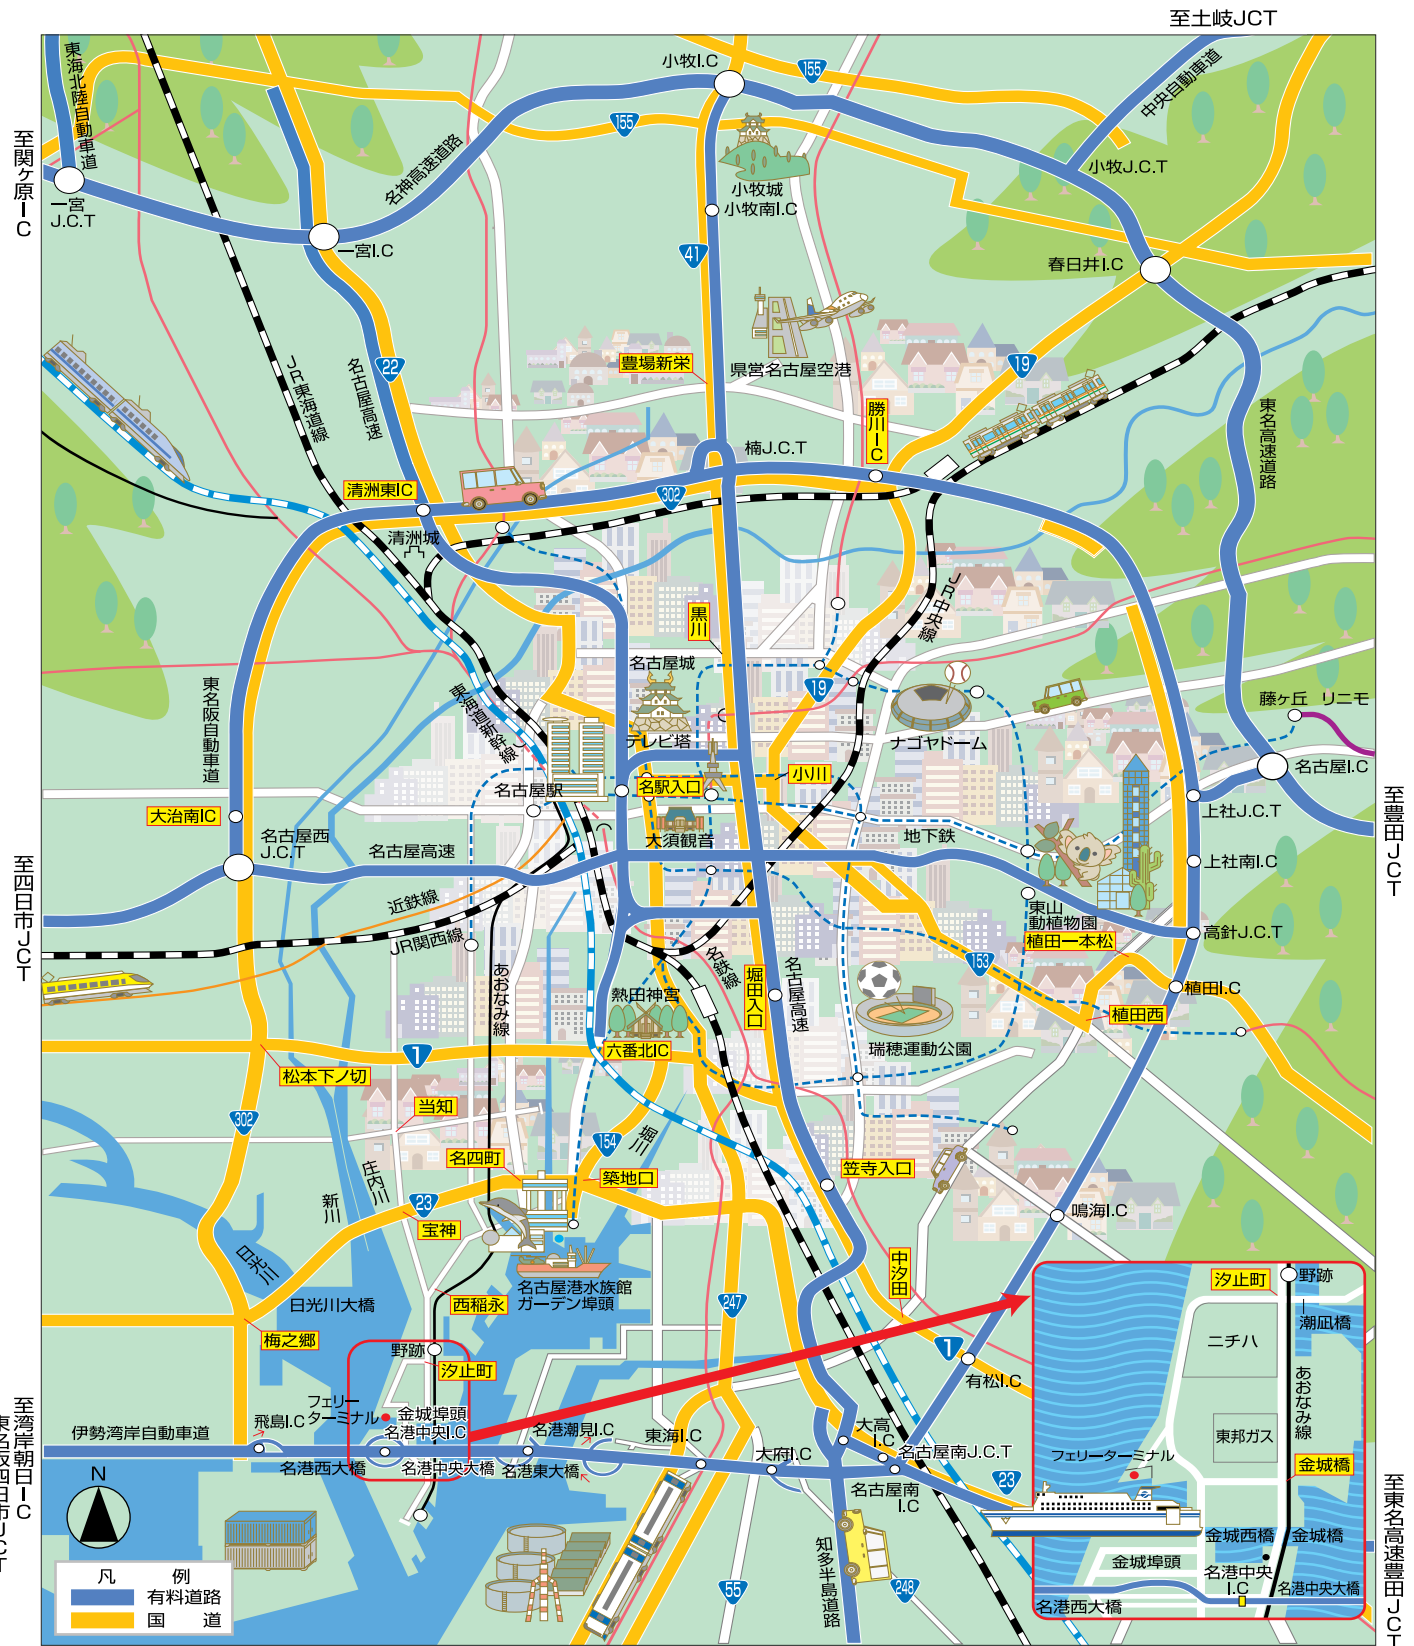 至土岐JCT
小牧I.C
155
中央自動車道
東海北陸自動車道
155
至関ヶ原IC
名神高速道路
小牧J.C.T
一宮
J.C.T
小牧城
小牧南I.C
一宮I.C
41
春日井I.C
JR東海道線
名古屋高速
22
豊場新栄
県営名古屋空港
19
勝川IC
東名高速道路
楠J.C.T
清洲東IC
302
清洲城
JR中央線
黒川
名古屋城
東名阪自動車道
東海道新幹線
19
藤ヶ丘 リニモ
テレビ塔
ナゴヤドーム
名古屋I.C
名古屋駅
名駅入口
小川
大治南IC
上社J.C.T
至豊田JCT
名古屋西
J.C.T
名古屋高速
大須観音
地下鉄
上社南I.C
至四日市JCT
近鉄線
東山
動植物園
JR関西線
植田一本松
高針J.C.T
あおなみ線
名鉄線
堀田入口
名古屋高速
153
熱田神宮
植田I.C
植田西
瑞穂運動公園
1
六番北IC
松本下ノ切
当知
302
154
堀川
庄内川
名四町
築地口
笠寺入口
新川
23
宝神
鳴海I.C
日光川
中汐田
汐止町
野跡
日光川大橋
西稲永
名古屋港水族館
ガーデン埠頭
247
潮凪橋
梅之郷
ニチハ
野跡
汐止町
1
有松I.C
あおなみ線
フェリー
ターミナル
金城埠頭
名港中央I.C
至湾岸朝日IC
東名阪四日市JCT
伊勢湾岸自動車道
飛島I.C
名港潮見I.C
東海I.C
大高
I.C
名古屋南J.C.T
東邦ガス
フェリーターミナル
金城橋
名港西大橋
名港中央大橋
名港東大橋
大府I.C
名古屋南
I.C
23
至東名高速豊田JCT
N
金城西橋
金城橋
知多半島道路
金城埠頭
名港中央
I.C
名港中央大橋
名港西大橋
55
248
凡 例
有料道路
国 道